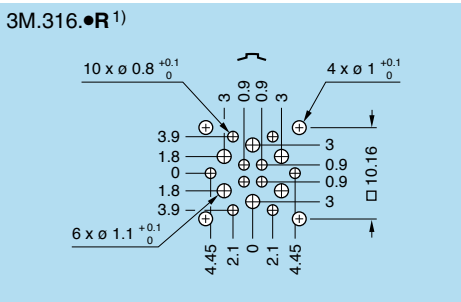 3M.316.●R 1)
10 x ø 0.8 +0.1 0
4 x ø 1 +0.1 0
3 0.9 0.9 3
3.9
1.8
0
1.8
3.9
3
0.9
0.9
3
□ 10.16
6 x ø 1.1 +0.1 0
4.45 2.1 0 2.1 4.45